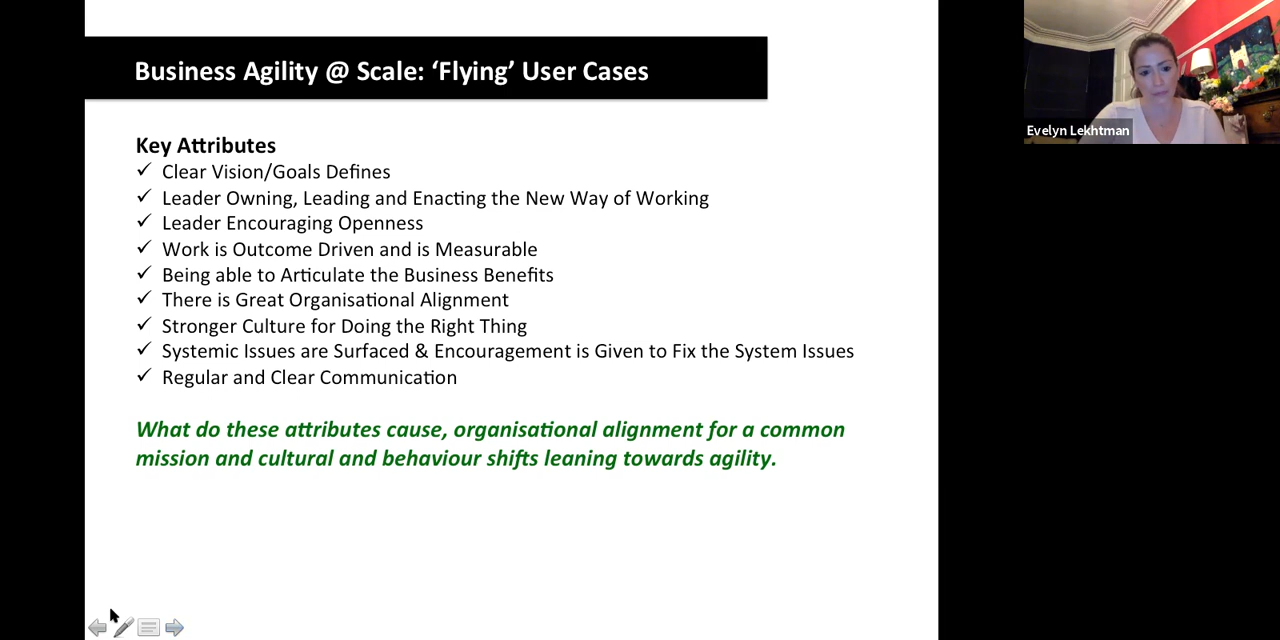 Business Agility @ Scale: ‘Flying’ User Cases
Key Attributes
✓ Clear Vision/Goals Defines
✓ Leader Owning, Leading and Enacting the New Way of Working
✓ Leader Encouraging Openness
✓ Work is Outcome Driven and is Measurable
✓ Being able to Articulate the Business Benefits
✓ There is Great Organisational Alignment
✓ Stronger Culture for Doing the Right Thing
✓ Systemic Issues are Surfaced & Encouragement is Given to Fix the System Issues
✓ Regular and Clear Communication
What do these attributes cause, organisational alignment for a common
mission and cultural and behaviour shifts leaning towards agility.
Evelyn Lekhtman